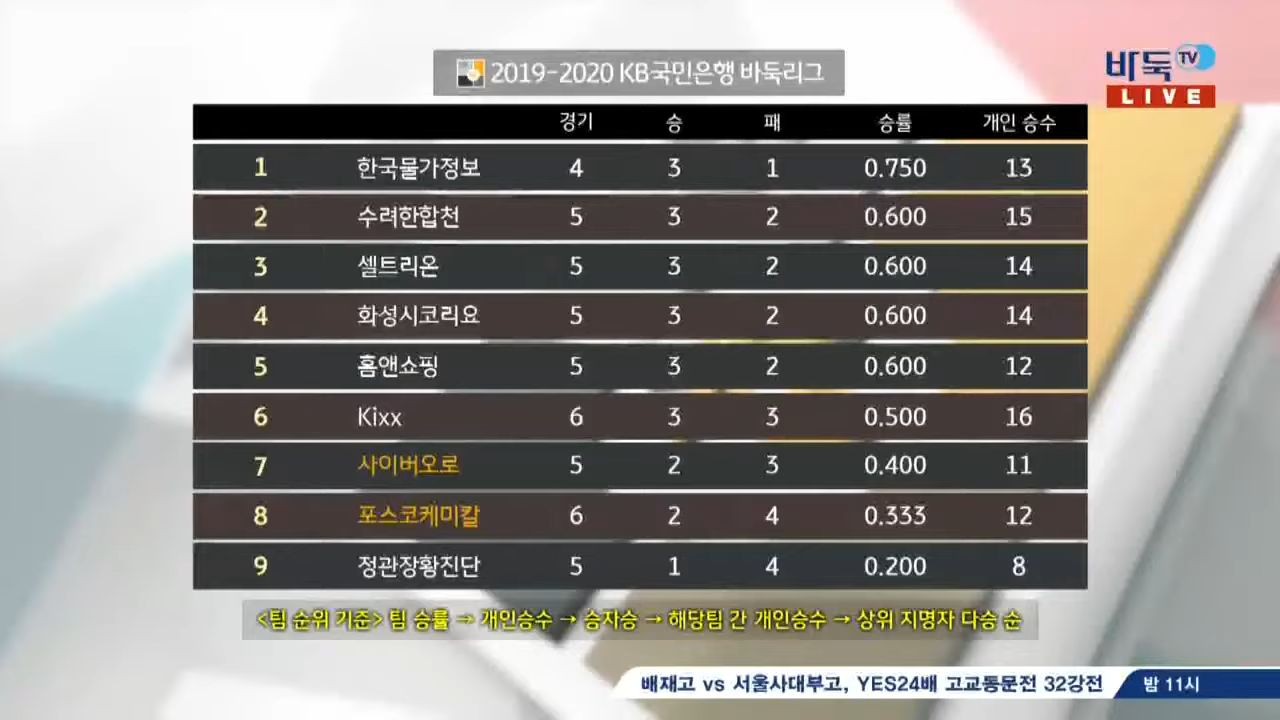 바둑TV
LIVE
2019-2020 KB국민은행 바둑리그
경기 승 패 승률 개인 승수
1 한국물가정보 4 3 1 0.750 13
2 수려한합천 5 3 2 0.600 15
3 셀트리온 5 3 2 0.600 14
4 화성시코리요 5 3 2 0.600 14
5 홈앤쇼핑 5 3 2 0.600 12
6 Kixx 6 3 3 0.500 16
7 사이버오로 5 2 3 0.400 11
8 포스코케미칼 6 2 4 0.333 12
9 정관장황진단 5 1 4 0.200 8
<팀 순위 기준> 팀 승률 → 개인승수 → 승자승 → 해당팀 간 개인승수 → 상위 지명자 다승 순
배재고 vs 서울사대부고, YES24배 고교동문전 32강전 밤 11시